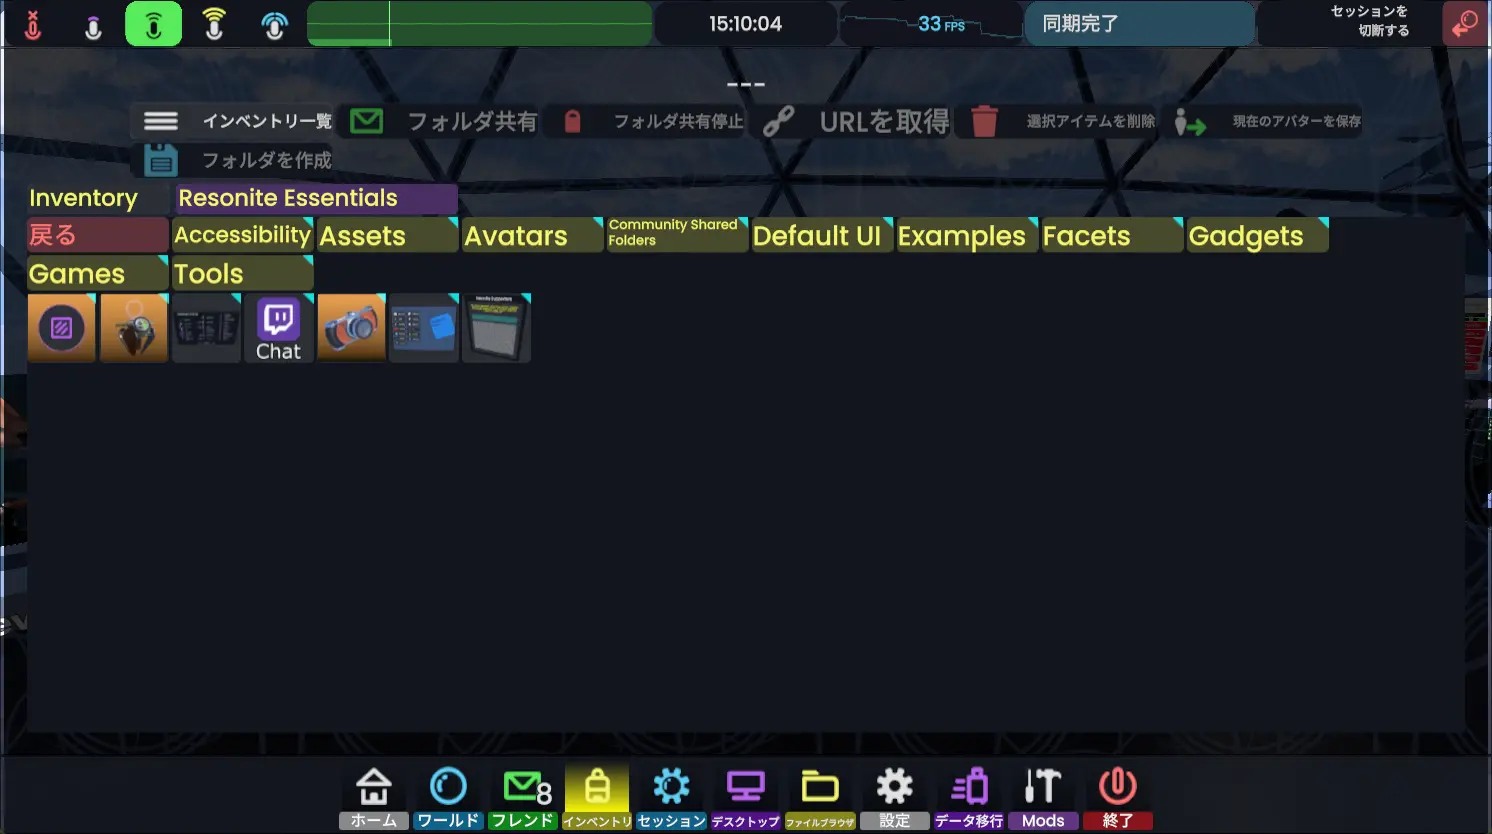 15:10:04
33 FPS
同期完了
セッションを
切断する
---
インベントリ一覧
フォルダ共有
フォルダ共有停止
URLを取得
選択アイテムを削除
現在のアバターを保存
フォルダを作成
Inventory
Resonite Essentials
戻る
Accessibility
Assets
Avatars
Community Shared
Folders
Default UI
Examples
Facets
Gadgets
Games
Tools
Chat
8
ホーム
ワールド
フレンド
インベントリ
セッション
デスクトップ
ファイルブラウザ
設定
データ移行
Mods
終了